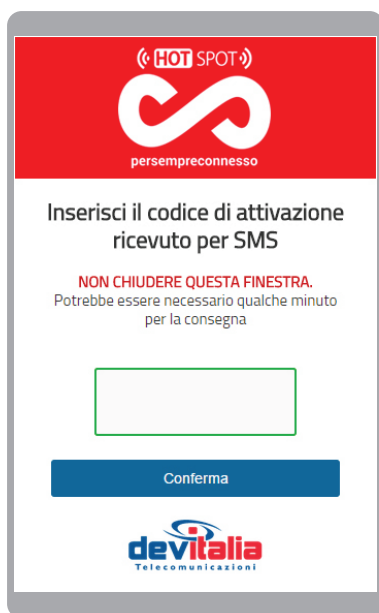 HOT SPOT
persempreconnesso
Inserisci il codice di attivazione
ricevuto per SMS
NON CHIUDERE QUESTA FINESTRA.
Potrebbe essere necessario qualche minuto
per la consegna
Conferma
devitalia
Telecomunicazioni